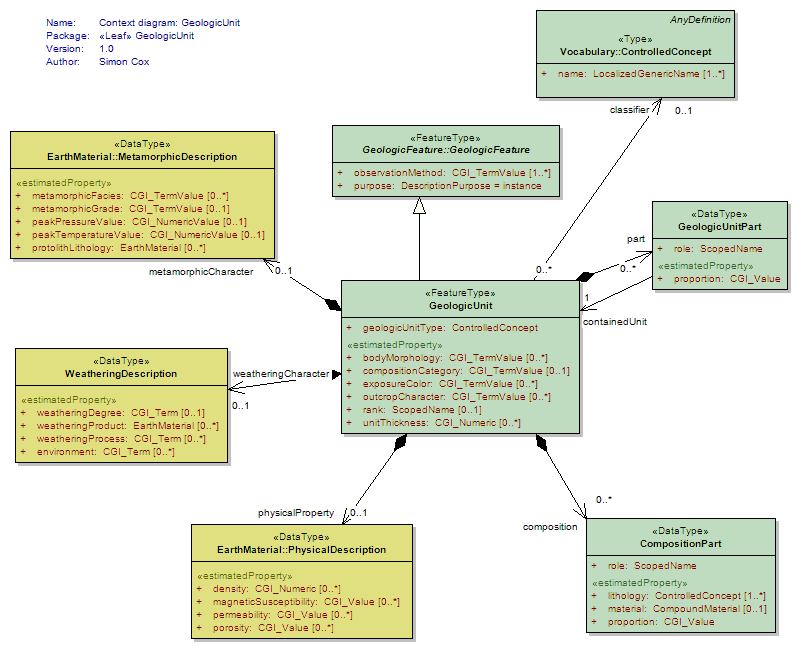 Name: Context diagram: GeologicUnit
Package: «Leaf» GeologicUnit
Version: 1.0
Author: Simon Cox
AnyDefinition
«Type»
Vocabulary::ControlledConcept
+ name: LocalizedGenericName [1..*]
classifier
0..1
«DataType»
EarthMaterial::MetamorphicDescription
«estimatedProperty»
+ metamorphicFacies: CGI_TermValue [0..*]
+ metamorphicGrade: CGI_TermValue [0..1]
+ peakPressureValue: CGI_NumericValue [0..1]
+ peakTemperatureValue: CGI_NumericValue [0..1]
+ protolithLithology: EarthMaterial [0..*]
metamorphicCharacter
0..1
«FeatureType»
GeologicFeature::GeologicFeature
+ observationMethod: CGI_TermValue [1..*]
+ purpose: DescriptionPurpose = instance
«DataType»
GeologicUnitPart
+ role: ScopedName
«estimatedProperty»
+ proportion: CGI_Value
part
0..*
0..*
1
containedUnit
«FeatureType»
GeologicUnit
+ geologicUnitType: ControlledConcept
«estimatedProperty»
+ bodyMorphology: CGI_TermValue [0..*]
+ compositionCategory: CGI_TermValue [0..1]
+ exposureColor: CGI_TermValue [0..*]
+ outcropCharacter: CGI_TermValue [0..*]
+ rank: ScopedName [0..1]
+ unitThickness: CGI_Numeric [0..*]
«DataType»
WeatheringDescription
«estimatedProperty»
+ weatheringDegree: CGI_Term [0..1]
+ weatheringProduct: EarthMaterial [0..*]
+ weatheringProcess: CGI_Term [0..*]
+ environment: CGI_Term [0..*]
weatheringCharacter
0..1
physicalProperty
0..1
«DataType»
EarthMaterial::PhysicalDescription
«estimatedProperty»
+ density: CGI_Numeric [0..*]
+ magneticSusceptibility: CGI_Value [0..*]
+ permeability: CGI_Value [0..*]
+ porosity: CGI_Value [0..*]
0..*
composition
«DataType»
CompositionPart
+ role: ScopedName
«estimatedProperty»
+ lithology: ControlledConcept [1..*]
+ material: CompoundMaterial [0..1]
+ proportion: CGI_Value